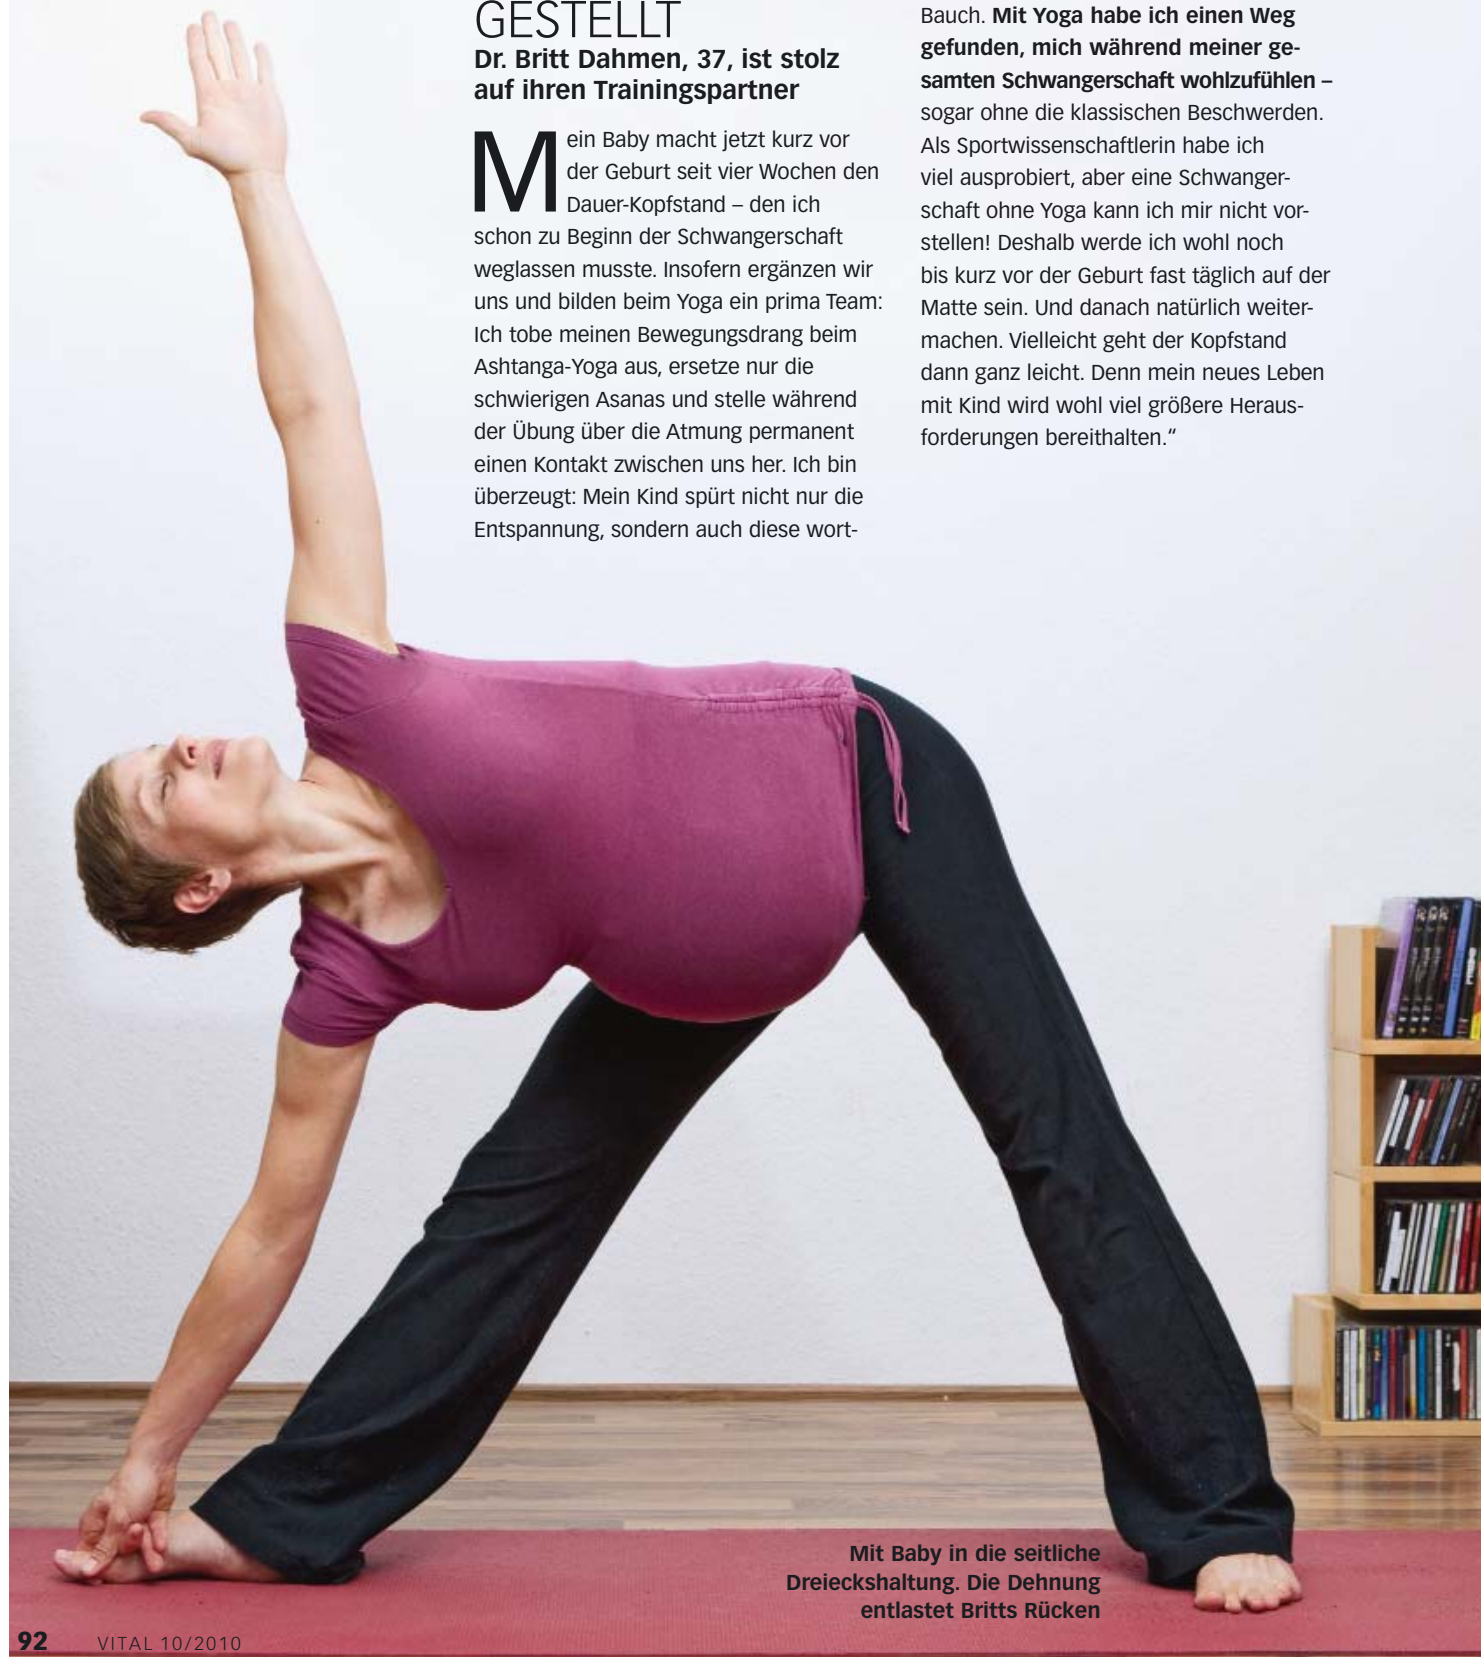 GESTELLT
Dr. Britt Dahmen, 37, ist stolz
auf ihren Trainingspartner
Mein Baby macht jetzt kurz vor
der Geburt seit vier Wochen den
Dauer-Kopfstand – den ich
schon zu Beginn der Schwangerschaft
weglassen musste. Insofern ergänzen wir
uns und bilden beim Yoga ein prima Team:
Ich tobe meinen Bewegungsdrang beim
Ashtanga-Yoga aus, ersetze nur die
schwierigen Asanas und stelle während
der Übung über die Atmung permanent
einen Kontakt zwischen uns her. Ich bin
überzeugt: Mein Kind spürt nicht nur die
Entspannung, sondern auch diese wort-
Bauch. Mit Yoga habe ich einen Weg
gefunden, mich während meiner ge-
samten Schwangerschaft wohlzufühlen –
sogar ohne die klassischen Beschwerden.
Als Sportwissenschaftlerin habe ich
viel ausprobiert, aber eine Schwanger-
schaft ohne Yoga kann ich mir nicht vor-
stellen! Deshalb werde ich wohl noch
bis kurz vor der Geburt fast täglich auf der
Matte sein. Und danach natürlich weiter-
machen. Vielleicht geht der Kopfstand
dann ganz leicht. Denn mein neues Leben
mit Kind wird wohl viel größere Heraus-
forderungen bereithalten.“
Mit Baby in die seitliche
Dreieckshaltung. Die Dehnung
entlastet Britts Rücken
92 VITAL 10/2010